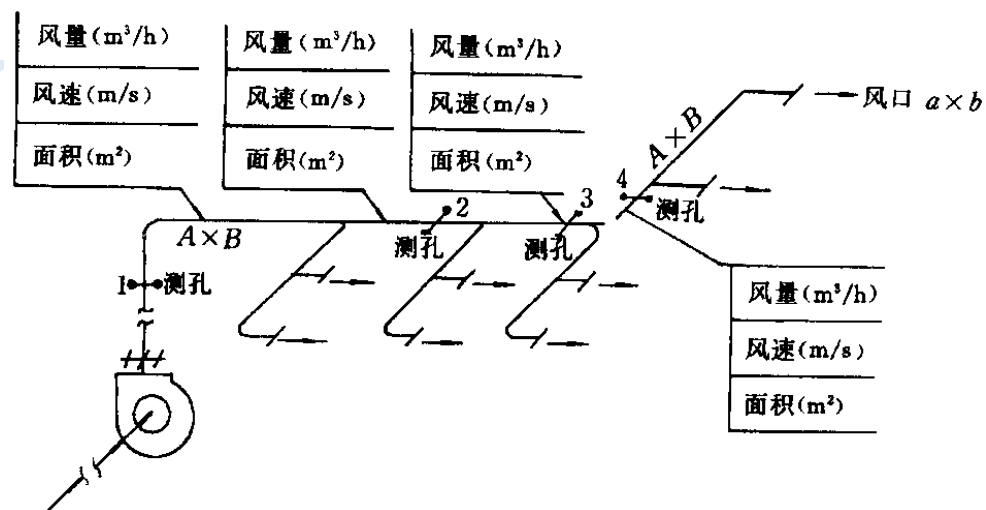 风量(m³/h)
风速(m/s)
面积(m²)
风量(m³/h)
风速(m/s)
面积(m²)
风量(m³/h)
风速(m/s)
面积(m²)
风口 a×b
A×B
4
测孔
A×B
2
测孔
3
测孔
1
测孔
风量(m³/h)
风速(m/s)
面积(m²)